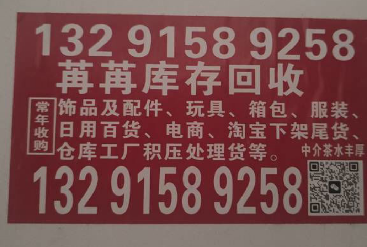 132 9158 9258
苒苒库存回收
常年收购
饰品及配件、玩具、箱包、服装、
日用百货、电商、淘宝下架尾货、
仓库工厂积压处理货等。
中介茶水丰厚
132 9158 9258